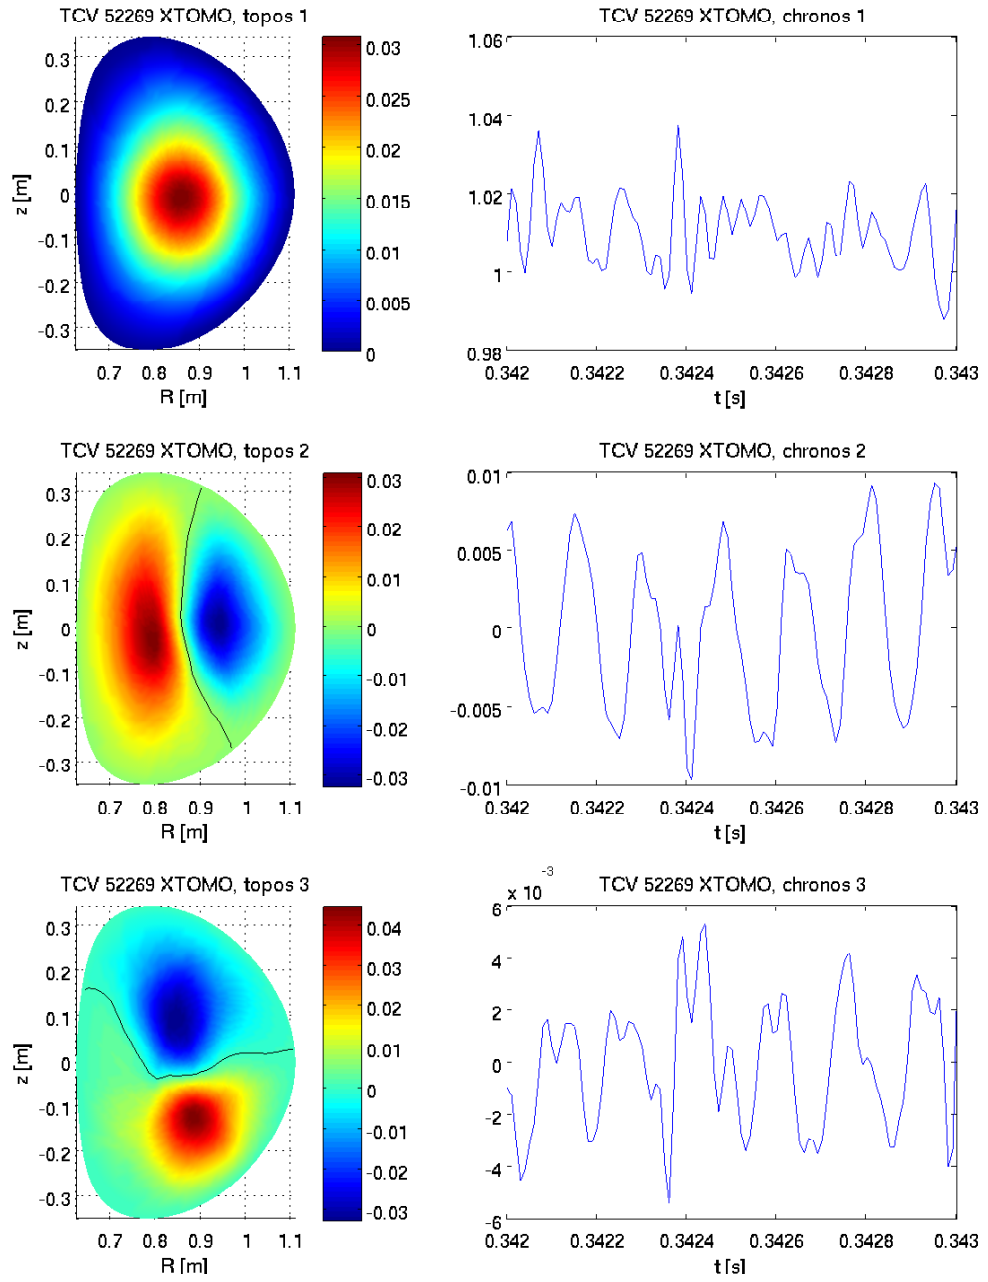 TCV 52269 XTOMO, topos 1
0.3
0.2
0.1
0
-0.1
-0.2
-0.3
z [m]
0.7 0.8 0.9 1 1.1
R [m]
0.03
0.025
0.02
0.015
0.01
0.005
0
TCV 52269 XTOMO, chronos 1
1.06
1.04
1.02
1
0.98
0.342 0.3422 0.3424 0.3426 0.3428 0.343
t [s]
TCV 52269 XTOMO, topos 2
0.3
0.2
0.1
0
-0.1
-0.2
-0.3
z [m]
0.7 0.8 0.9 1 1.1
R [m]
0.03
0.02
0.01
0
-0.01
-0.02
-0.03
TCV 52269 XTOMO, chronos 2
0.01
0.005
0
-0.005
-0.01
0.342 0.3422 0.3424 0.3426 0.3428 0.343
t [s]
TCV 52269 XTOMO, topos 3
0.3
0.2
0.1
0
-0.1
-0.2
-0.3
z [m]
0.7 0.8 0.9 1 1.1
R [m]
0.04
0.03
0.02
0.01
0
-0.01
-0.02
-0.03
x 10^-3
TCV 52269 XTOMO, chronos 3
6
4
2
0
-2
-4
-6
0.342 0.3422 0.3424 0.3426 0.3428 0.343
t [s]